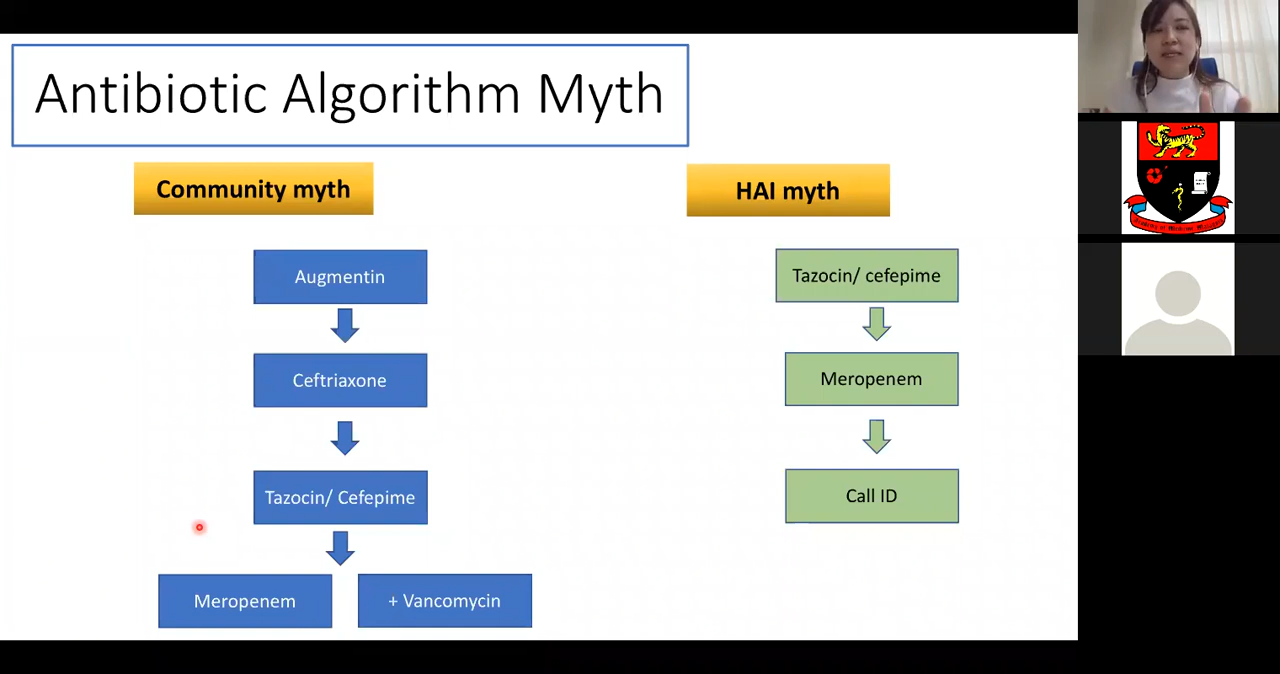 Antibiotic Algorithm Myth
Community myth
Augmentin
Ceftriaxone
Tazocin/ Cefepime
Meropenem
+ Vancomycin
HAI myth
Tazocin/ cefepime
Meropenem
Call ID